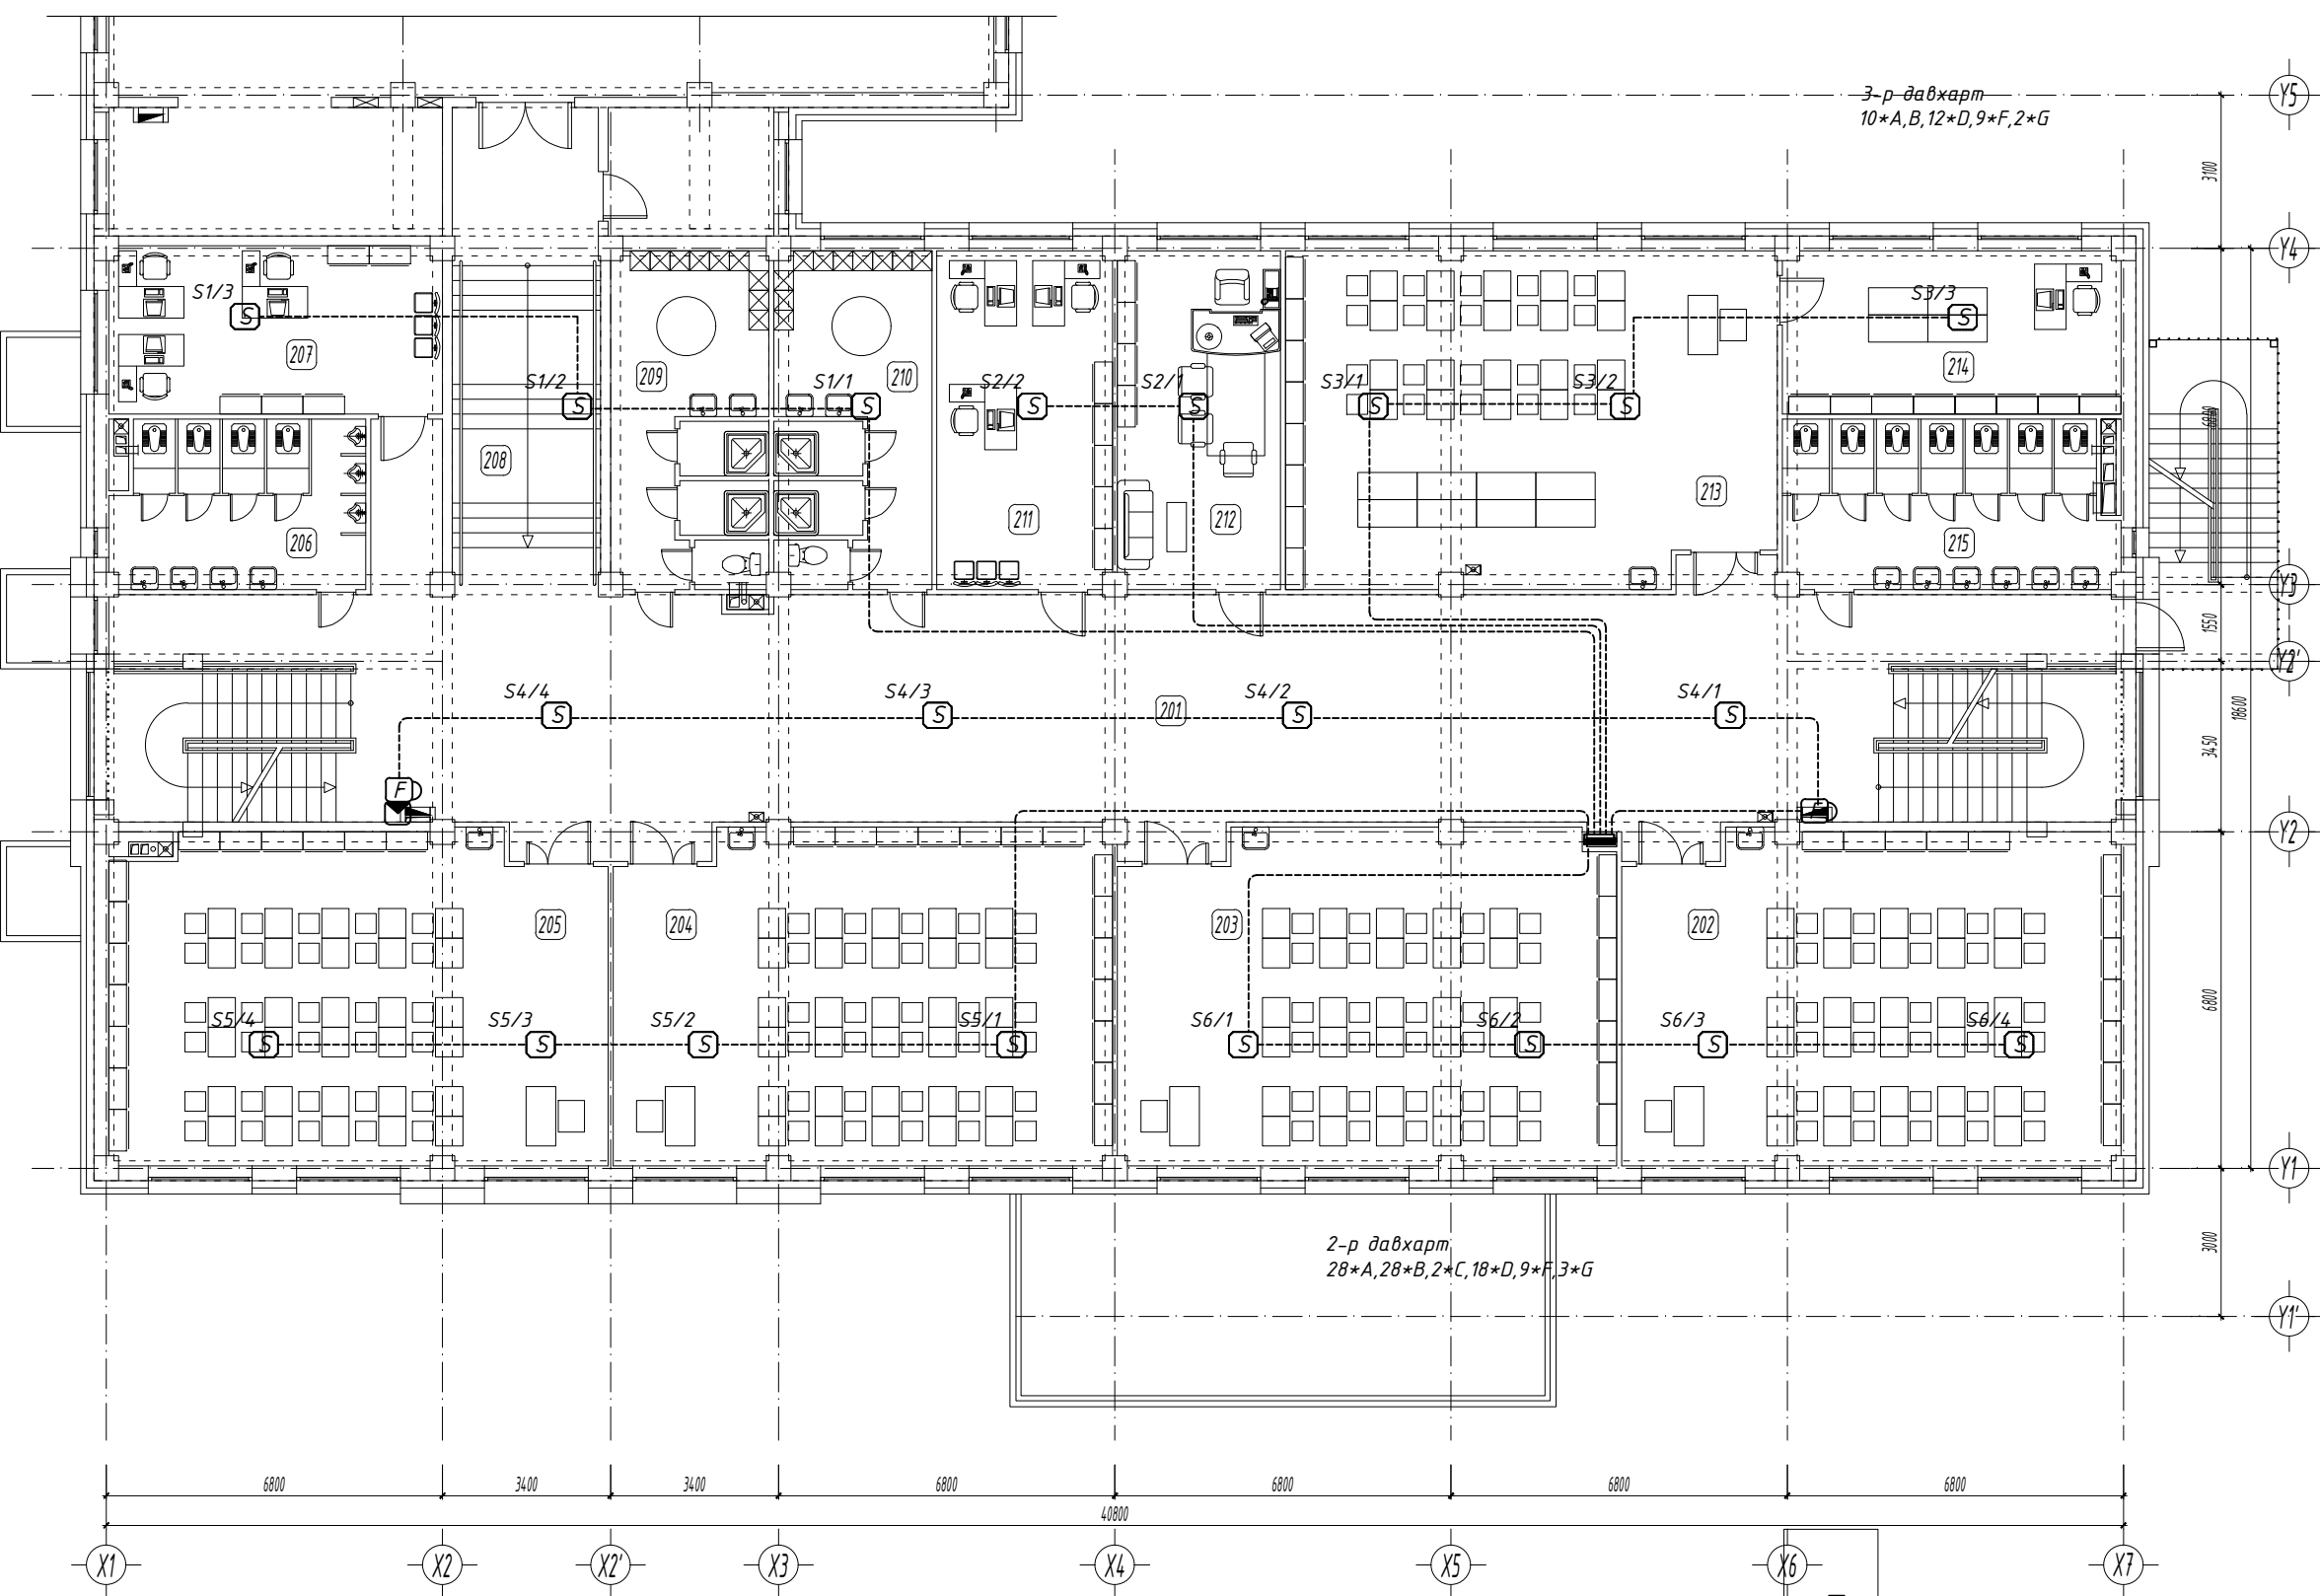 3-р давхарт
10*A,B,12*D,9*F,2*G
Y5
3100
Y4
S1/3
S
207
S1/2
S
209
S1/1
S
210
S2/2
S
S2/1
S
S3/1
S
S3/2
S
S3/3
S
214
6800
208
206
211
212
213
215
Y3
1550
Y2'
18600
S4/4
S
S4/3
S
S4/2
S
201
S4/1
S
3450
F
Y2
205
204
203
202
6800
S5/4
S
S5/3
S
S5/2
S
S5/1
S
S6/1
S
S6/2
S
S6/3
S
S6/4
S
Y1
2-р давхарт
28*A,28*B,2*C,18*D,9*F,3*G
3000
Y1'
6800
3400
3400
6800
6800
6800
6800
40800
X1
X2
X2'
X3
X4
X5
X6
X7